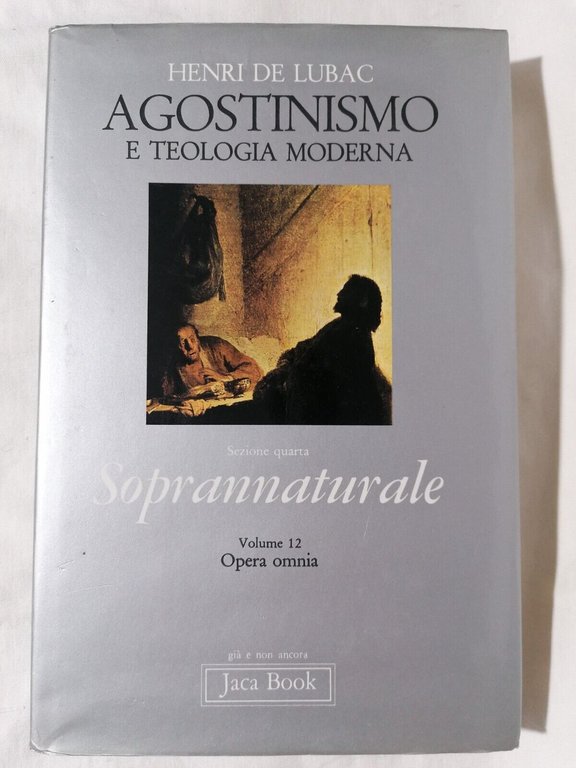 HENRI DE LUBAC
AGOSTINISMO
E TEOLOGIA MODERNA
Sezione quarta
Soprannaturale
Volume 12
Opera omnia
già e non ancora
Jaca Book